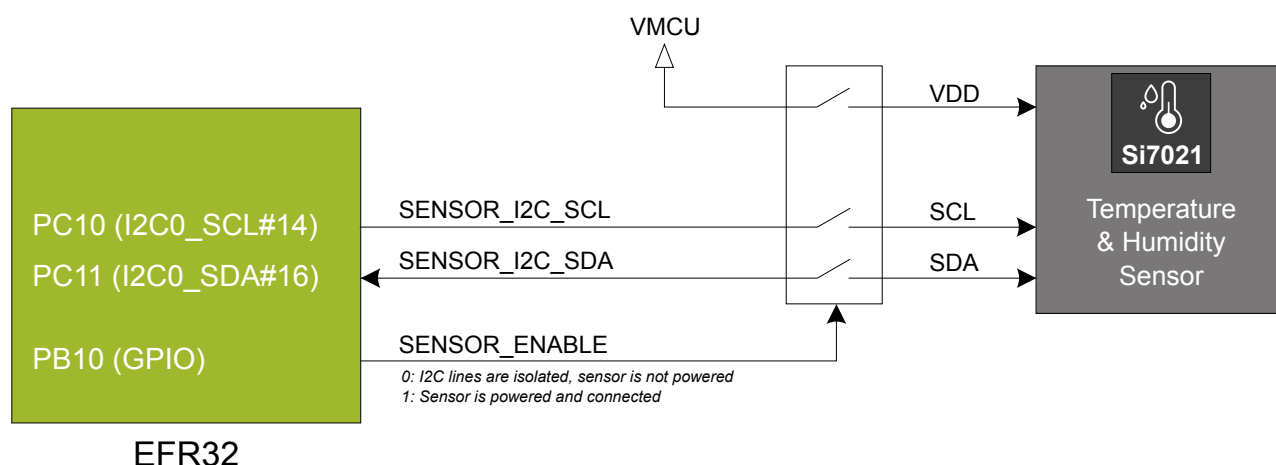 VMCU
VDD
Si7021
PC10 (I2C0_SCL#14)
SENSOR_I2C_SCL
SCL
Temperature
& Humidity
Sensor
PC11 (I2C0_SDA#16)
SENSOR_I2C_SDA
SDA
PB10 (GPIO)
SENSOR_ENABLE
0: I2C lines are isolated, sensor is not powered
1: Sensor is powered and connected
EFR32